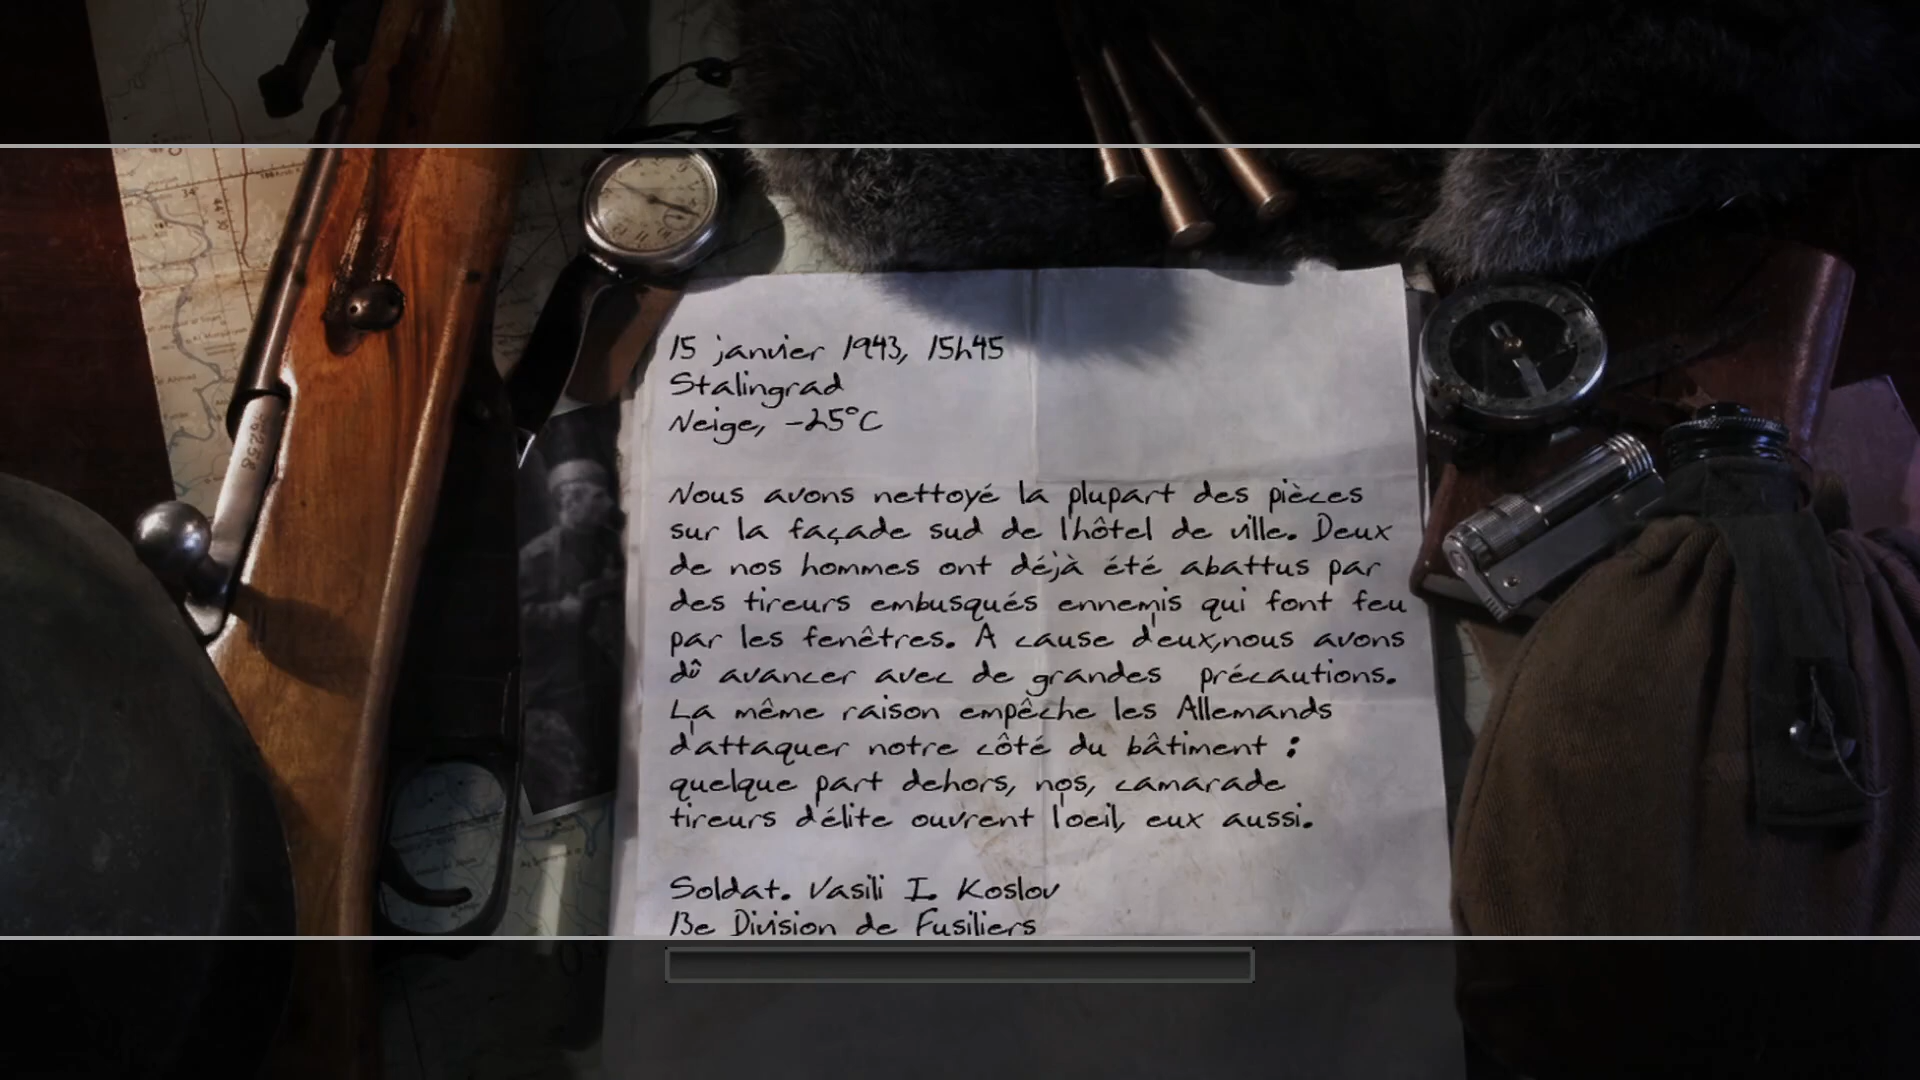 15 janvier 1943, 15h45
Stalingrad
Neige, -25°C
Nous avons nettoyé la plupart des pièces
sur la façade sud de l'hôtel de ville. Deux
de nos hommes ont déjà été abattus par
des tireurs embusqués ennemis qui font feu
par les fenêtres. A cause d'eux,nous avons
dû avancer avec de grandes précautions.
La même raison empêche les Allemands
d'attaquer notre côté du bâtiment :
quelque part dehors, nos, camarade
tireurs d'élite ouvrent l'oeil, eux aussi.
Soldat. Vasili I. Koslov
13e Division de Fusiliers